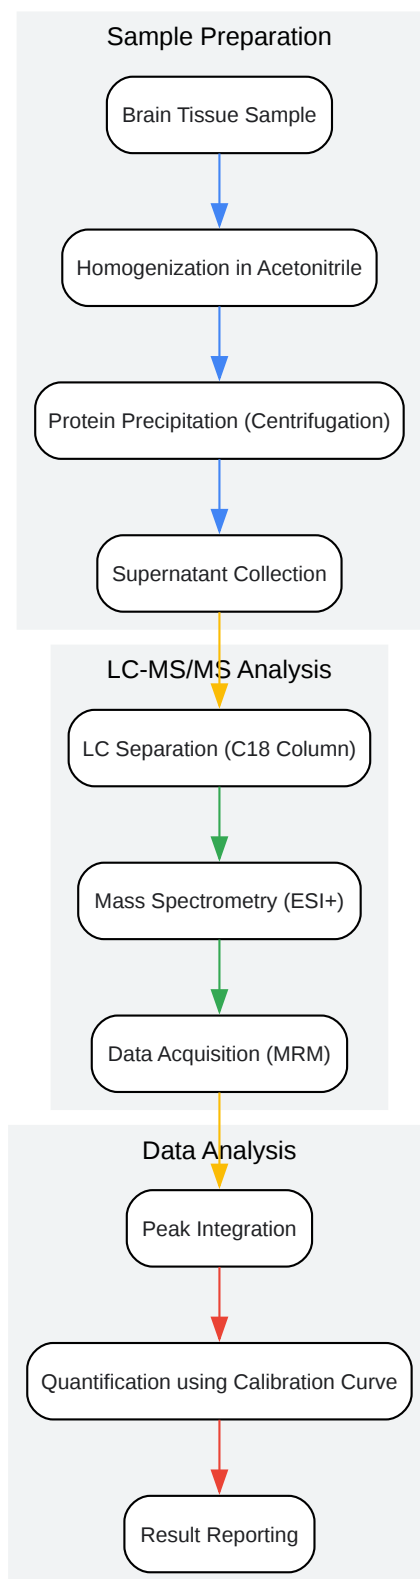 Sample Preparation
Brain Tissue Sample
Homogenization in Acetonitrile
Protein Precipitation (Centrifugation)
Supernatant Collection
LC-MS/MS Analysis
LC Separation (C18 Column)
Mass Spectrometry (ESI+)
Data Acquisition (MRM)
Data Analysis
Peak Integration
Quantification using Calibration Curve
Result Reporting